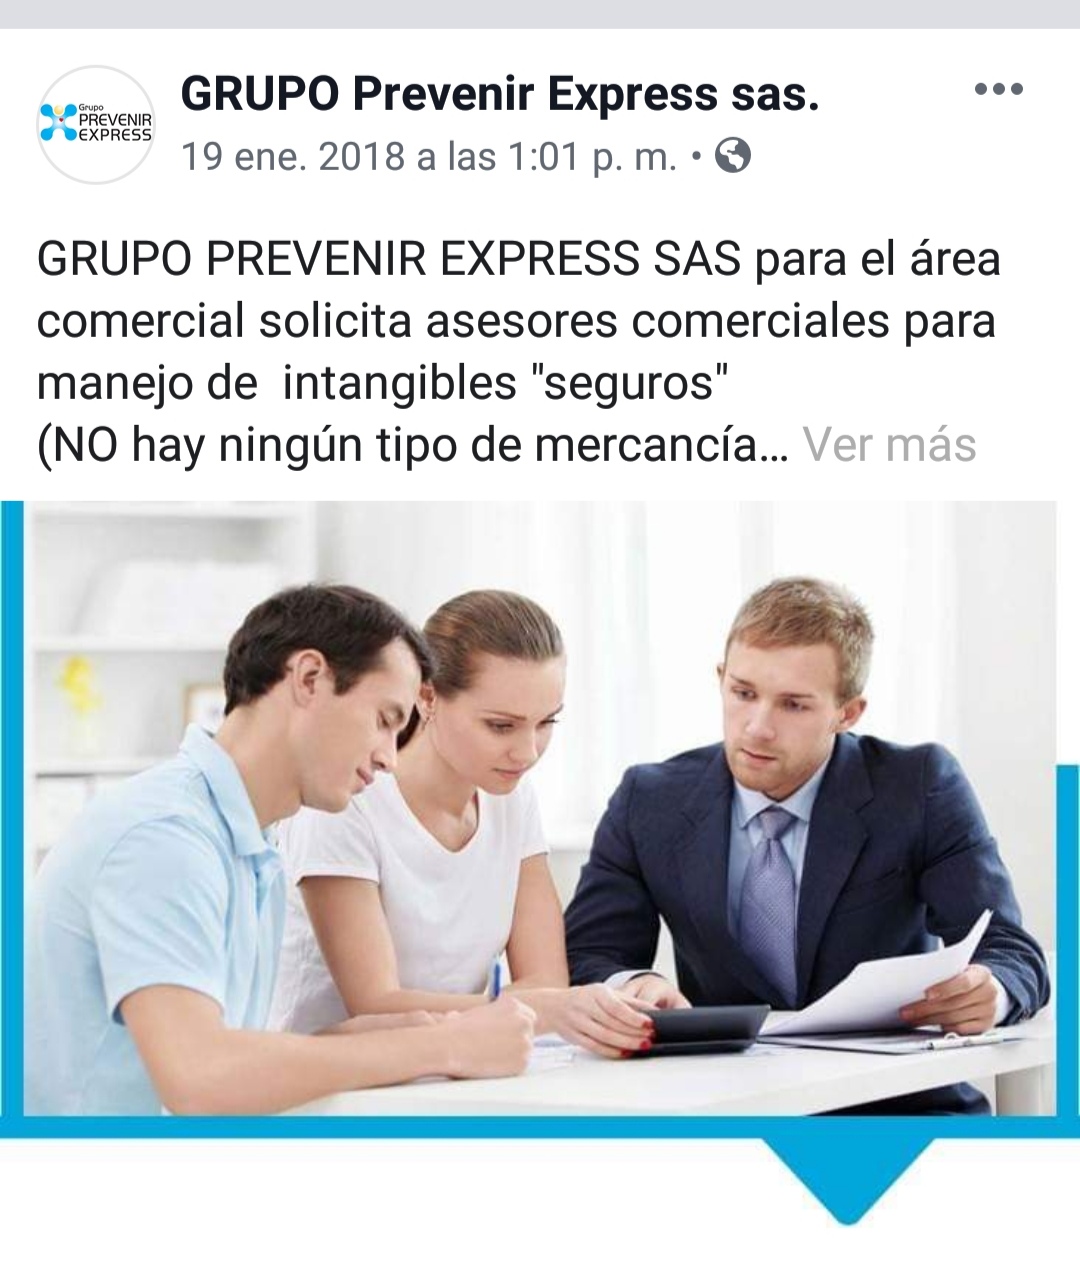 Grupo
PREVENIR
EXPRESS
GRUPO Prevenir Express sas.
19 ene. 2018 a las 1:01 p. m. •
GRUPO PREVENIR EXPRESS SAS para el área
comercial solicita asesores comerciales para
manejo de  intangibles "seguros"
(NO hay ningún tipo de mercancía... Ver más